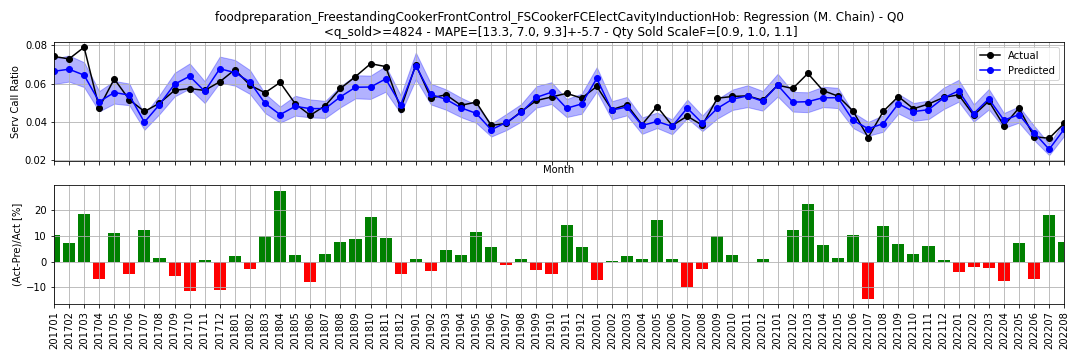 foodpreparation_FreestandingCookerFrontControl_FSCookerFCElectCavityInductionHob: Regression (M. Chain) - Q0
<q_sold>=4824 - MAPE=[13.3, 7.0, 9.3]+-5.7 - Qty Sold ScaleF=[0.9, 1.0, 1.1]
Actual
Predicted
Serv Call Ratio
0.08
0.06
0.04
0.02
Month
(Act-Pre)/Act [%]
20
10
0
−10
201701 201702 201703 201704 201705 201706 201707 201708 201709 201710 201711 201712 201801 201802 201803 201804 201805 201806 201807 201808 201809 201810 201811 201812 201901 201902 201903 201904 201905 201906 201907 201908 201909 201910 201911 201912 202001 202002 202003 202004 202005 202006 202007 202008 202009 202010 202011 202012 202101 202102 202103 202104 202105 202106 202107 202108 202109 202110 202111 202112 202201 202202 202203 202204 202205 202206 202207 202208